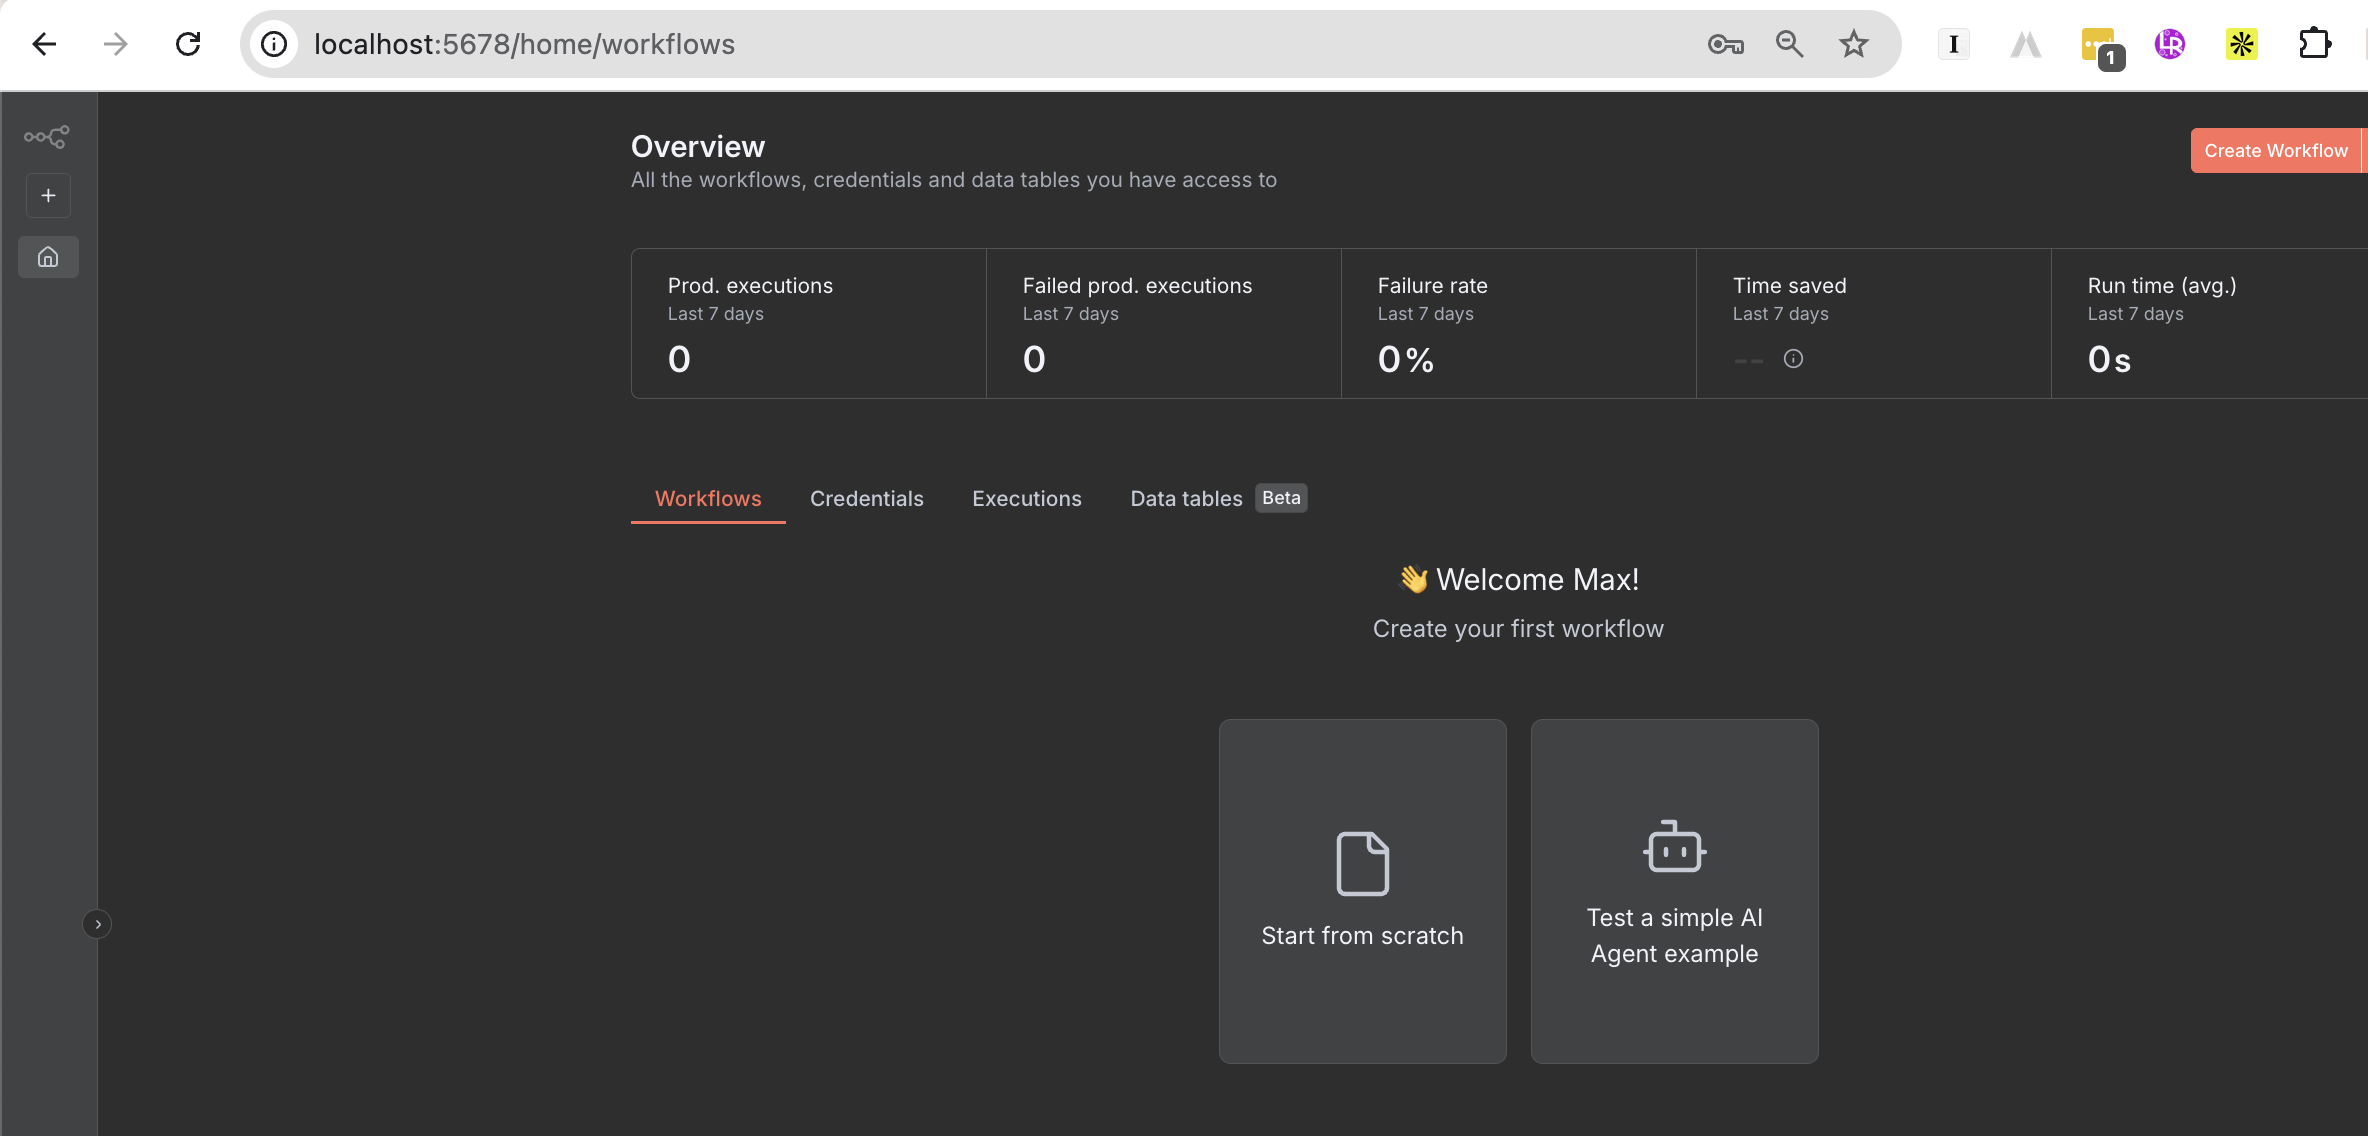 localhost:5678/home/workflows
1
Overview
All the workflows, credentials and data tables you have access to
Create Workflow
Prod. executions
Last 7 days
0
Failed prod. executions
Last 7 days
0
Failure rate
Last 7 days
0%
Time saved
Last 7 days
--
Run time (avg.)
Last 7 days
0s
Workflows
Credentials
Executions
Data tables
Beta
👋 Welcome Max!
Create your first workflow
Start from scratch
Test a simple AI
Agent example